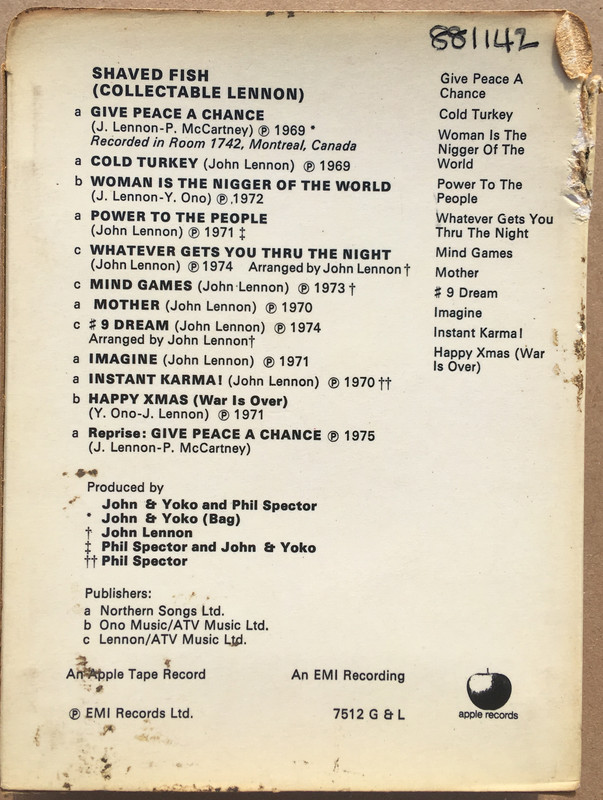 881142
SHAVED FISH
(COLLECTABLE LENNON)
a GIVE PEACE A CHANCE
(J. Lennon-P. McCartney) ℗ 1969 *
Recorded in Room 1742, Montreal, Canada
a COLD TURKEY (John Lennon) ℗ 1969
b WOMAN IS THE NIGGER OF THE WORLD
(J. Lennon-Y. Ono) ℗ 1972
a POWER TO THE PEOPLE
(John Lennon) ℗ 1971 ‡
c WHATEVER GETS YOU THRU THE NIGHT
(John Lennon) ℗ 1974 Arranged by John Lennon †
c MIND GAMES (John Lennon) ℗ 1973 †
a MOTHER (John Lennon) ℗ 1970
c ♯ 9 DREAM (John Lennon) ℗ 1974
Arranged by John Lennon†
a IMAGINE (John Lennon) ℗ 1971
a INSTANT KARMA! (John Lennon) ℗ 1970 ††
b HAPPY XMAS (War Is Over)
(Y. Ono-J. Lennon) ℗ 1971
a Reprise: GIVE PEACE A CHANCE ℗ 1975
(J. Lennon-P. McCartney)
Produced by
John & Yoko and Phil Spector
* John & Yoko (Bag)
† John Lennon
‡ Phil Spector and John & Yoko
†† Phil Spector
Publishers:
a Northern Songs Ltd.
b Ono Music/ATV Music Ltd.
c Lennon/ATV Music Ltd.
Give Peace A
Chance
Cold Turkey
Woman Is The
Nigger Of The
World
Power To The
People
Whatever Gets You
Thru The Night
Mind Games
Mother
♯ 9 Dream
Imagine
Instant Karma!
Happy Xmas (War
Is Over)
An Apple Tape Record
An EMI Recording
℗ EMI Records Ltd.
7512 G & L
apple records